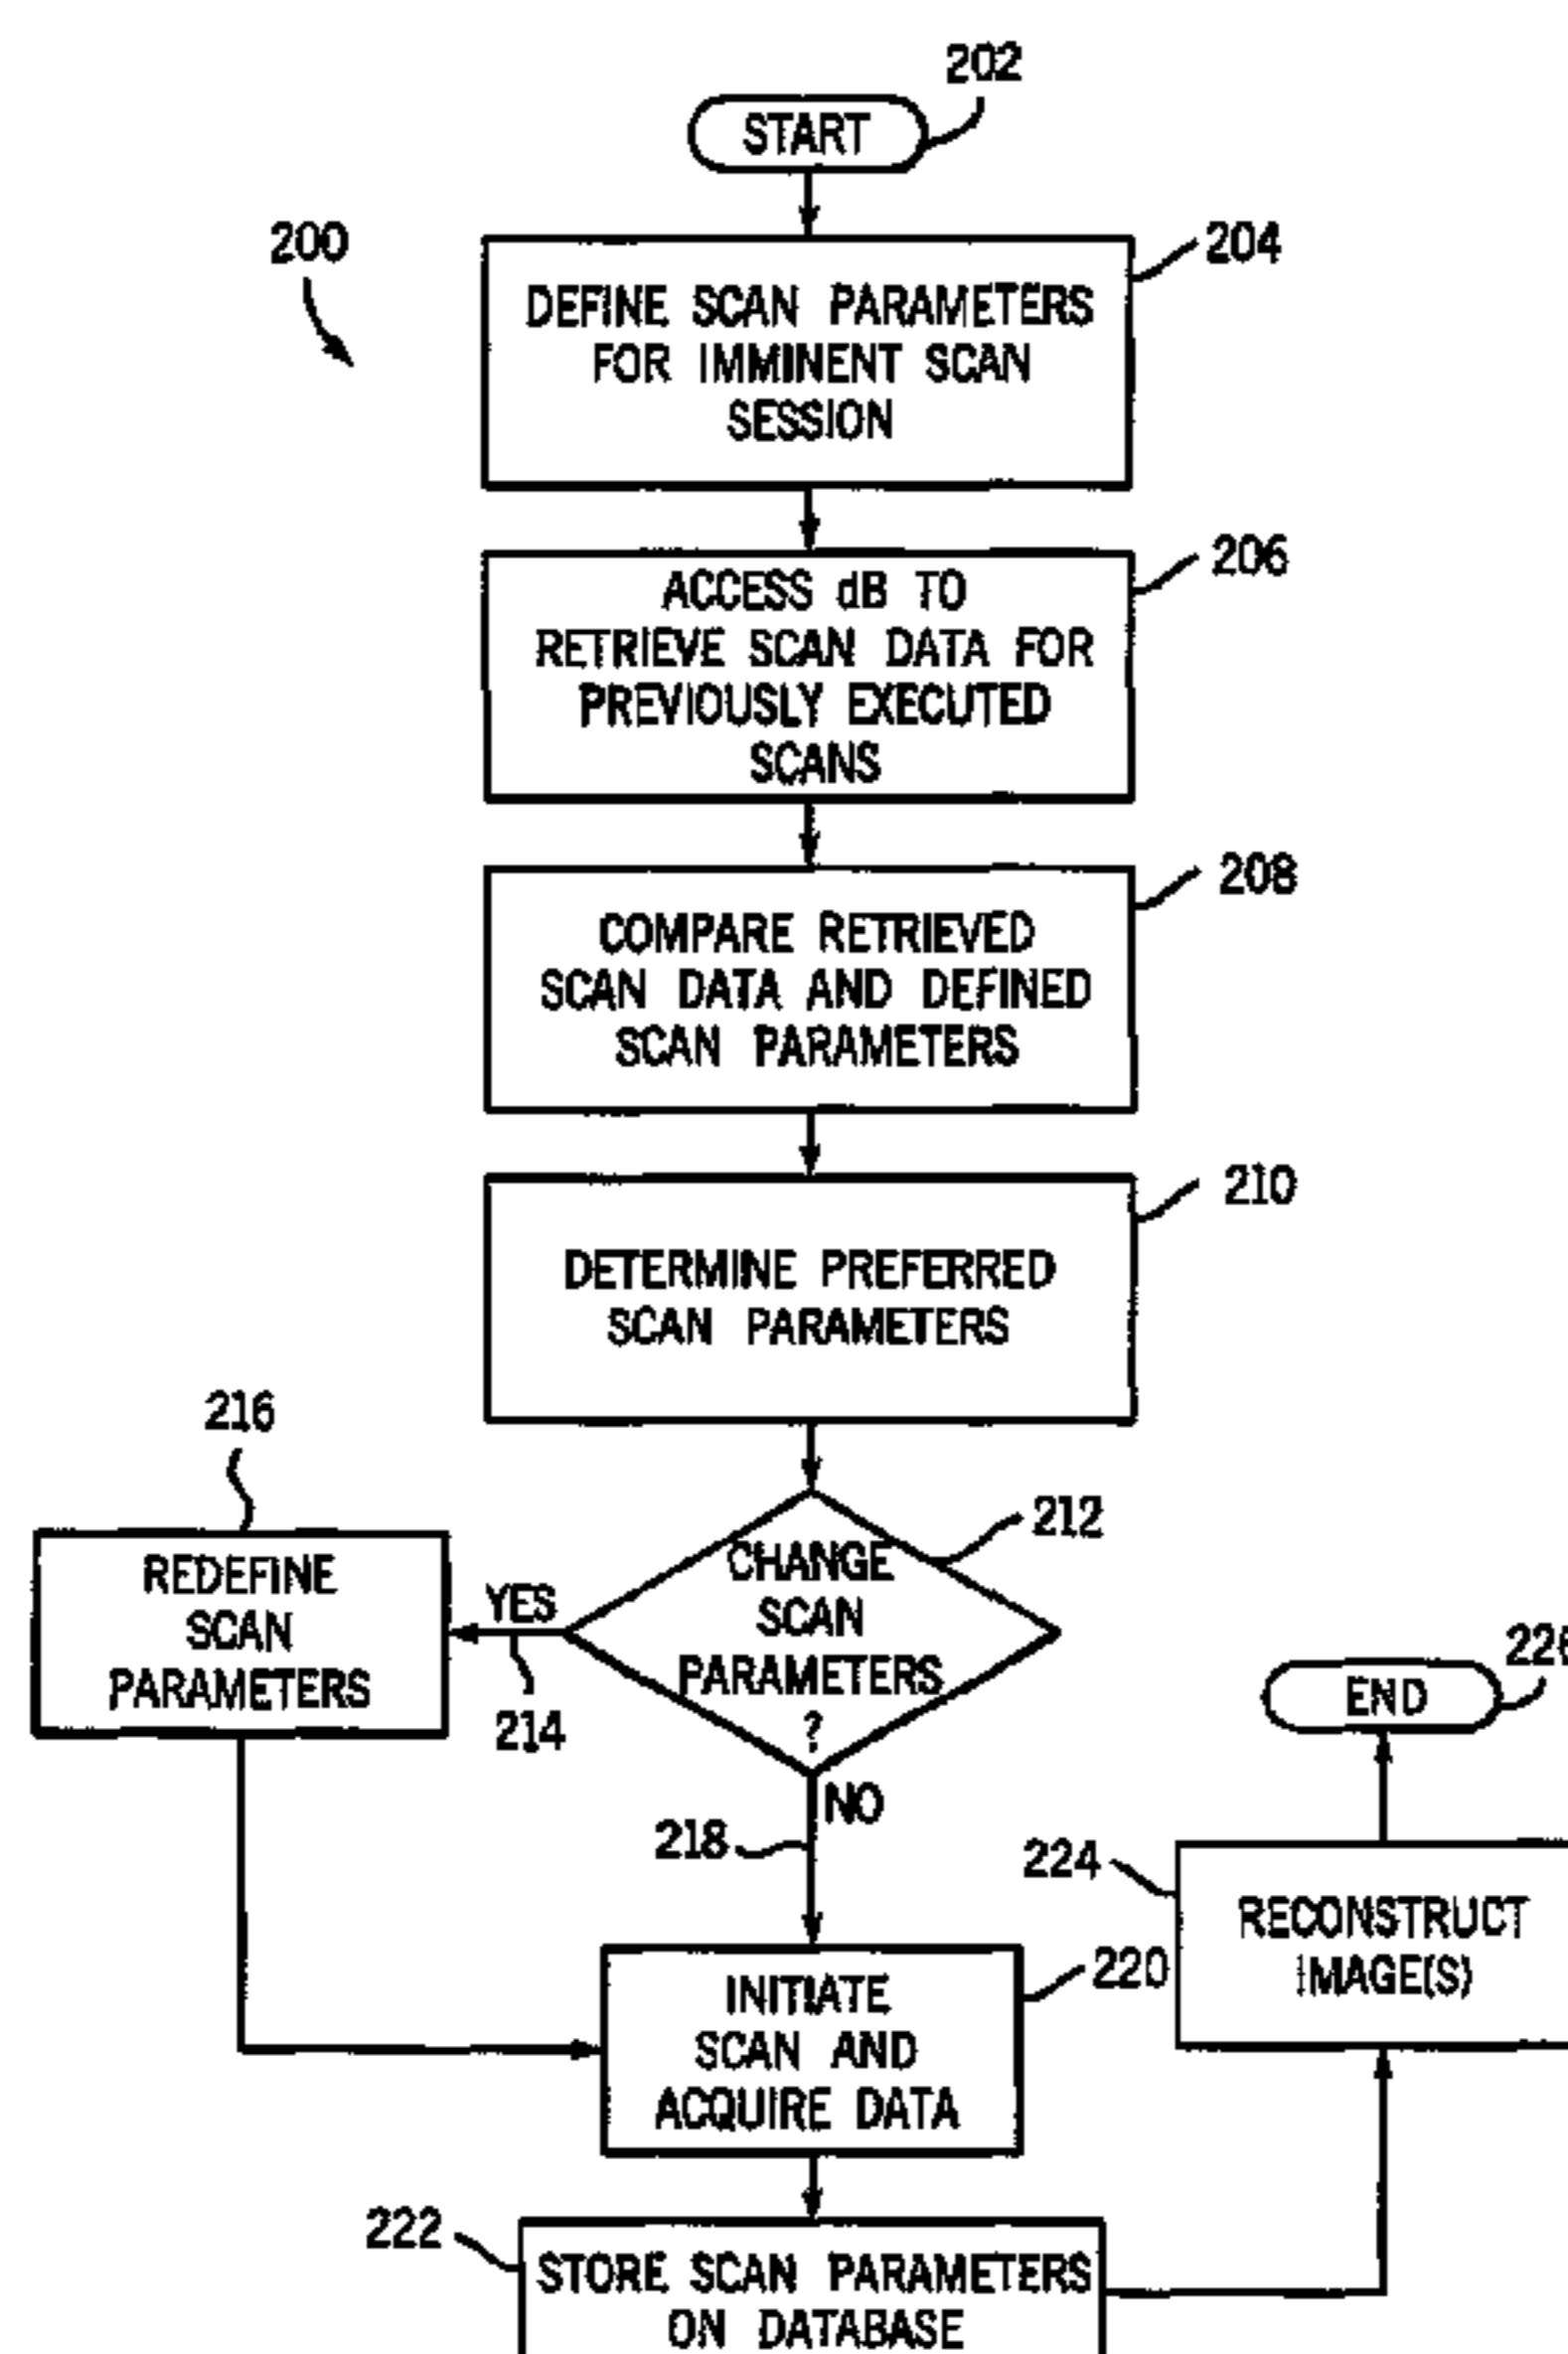 202
START
200
204
DEFINE SCAN PARAMETERS
FOR IMMINENT SCAN
SESSION
206
ACCESS dB TO
RETRIEVE SCAN DATA FOR
PREVIOUSLY EXECUTED
SCANS
208
COMPARE RETRIEVED
SCAN DATA AND DEFINED
SCAN PARAMETERS
210
DETERMINE PREFERRED
SCAN PARAMETERS
216
212
REDEFINE
SCAN
PARAMETERS
YES
214
CHANGE
SCAN
PARAMETERS
?
226
END
NO
218
224
RECONSTRUCT
IMAGE(S)
220
INITIATE
SCAN AND
ACQUIRE DATA
222
STORE SCAN PARAMETERS
ON DATABASE